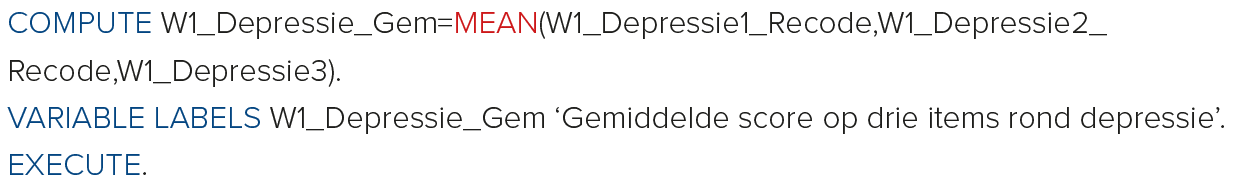 COMPUTE W1_Depressie_Gem=MEAN(W1_Depressie1_Recode,W1_Depressie2_
Recode,W1_Depressie3).
VARIABLE LABELS W1_Depressie_Gem ‘Gemiddelde score op drie items rond depressie’.
EXECUTE.